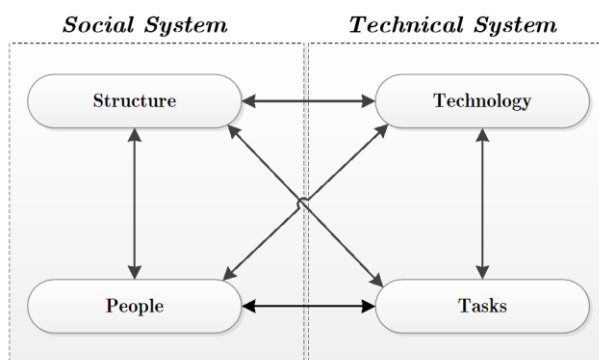 Social System
Technical System
Structure
Technology
People
Tasks